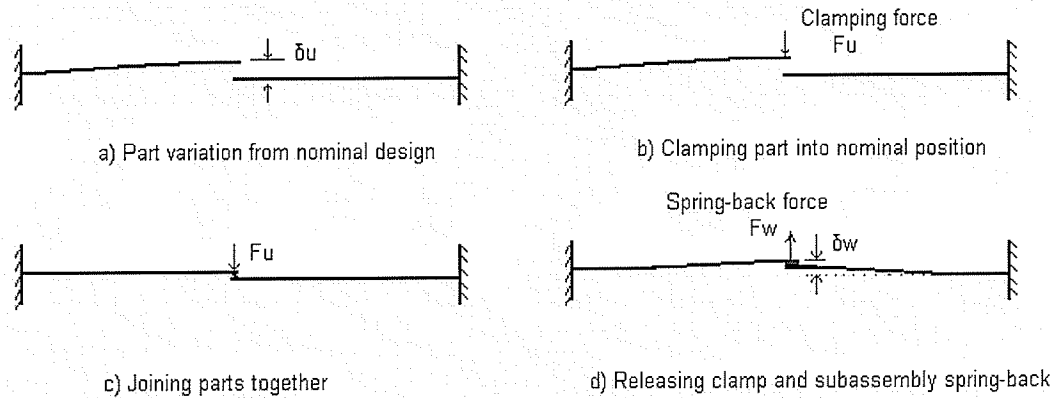 δu
a) Part variation from nominal design
Clamping force
Fu
b) Clamping part into nominal position
Fu
c) Joining parts together
Spring-back force
Fw
δw
d) Releasing clamp and subassembly spring-back